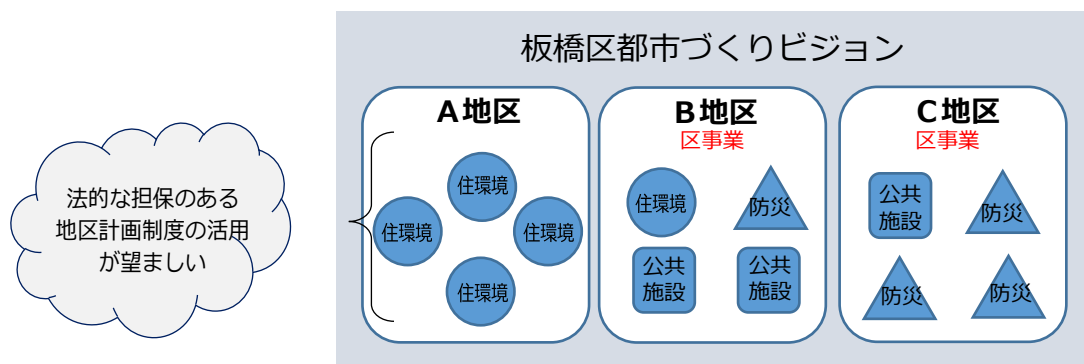 板橋区都市づくりビジョン
法的な担保のある
地区計画制度の活用
が望ましい
A地区
住環境
住環境
住環境
住環境
B地区
区事業
住環境
防災
公共
施設
公共
施設
C地区
区事業
公共
施設
防災
防災
防災